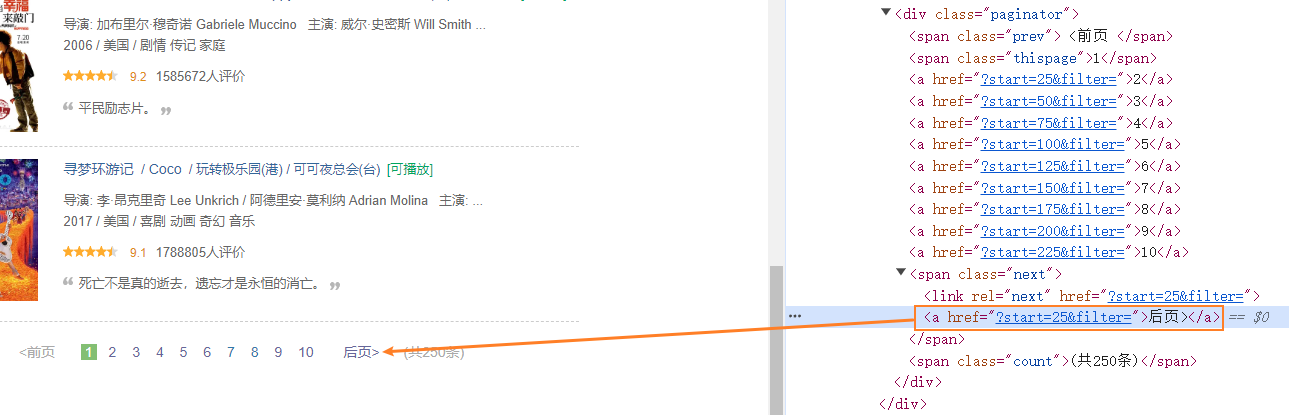 幸福
来敲门
7.20
导演: 加布里尔·穆奇诺 Gabriele Muccino 主演: 威尔·史密斯 Will Smith ...
2006 / 美国 / 剧情 传记 家庭
9.2 1585672人评价
“ 平民励志片。 ”
寻梦环游记 / Coco / 玩转极乐园(港) / 可可夜总会(台) [可播放]
导演: 李·昂克里奇 Lee Unkrich / 阿德里安·莫利纳 Adrian Molina 主演: ...
2017 / 美国 / 喜剧 动画 奇幻 音乐
9.1 1788805人评价
“ 死亡不是真的逝去，遗忘才是永恒的消亡。 ”
<前页 1 2 3 4 5 6 7 8 9 10 后页> (共250条)
<div class="paginator">
<span class="prev"> <前页 </span>
<span class="thispage">1</span>
<a href="?start=25&filter=">2</a>
<a href="?start=50&filter=">3</a>
<a href="?start=75&filter=">4</a>
<a href="?start=100&filter=">5</a>
<a href="?start=125&filter=">6</a>
<a href="?start=150&filter=">7</a>
<a href="?start=175&filter=">8</a>
<a href="?start=200&filter=">9</a>
<a href="?start=225&filter=">10</a>
<span class="next">
<link rel="next" href="?start=25&filter=">
••• <a href="?start=25&filter=">后页></a> == $0
</span>
<span class="count">(共250条)</span>
</div>
</div>